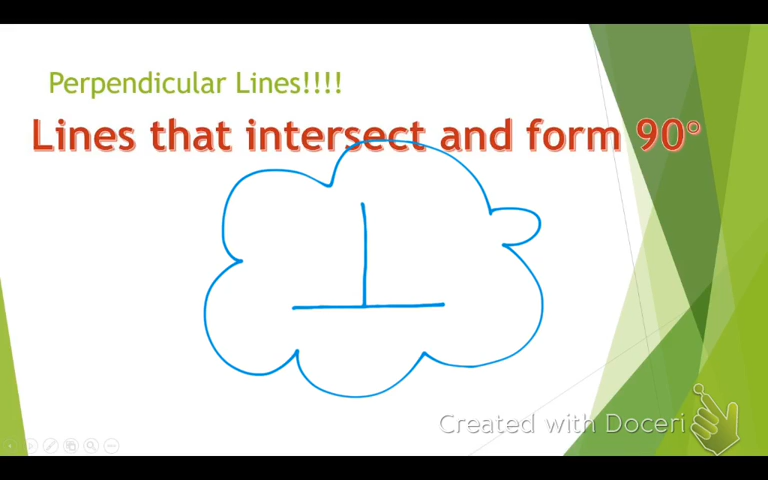 Perpendicular Lines!!!!
Lines that intersect and form 90°
Created with Doceri